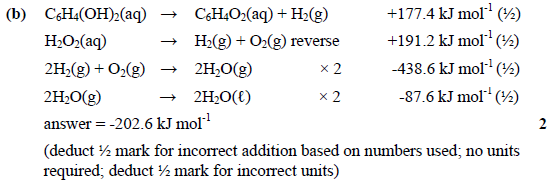 (b) C₆H₄(OH)₂(aq) → C₆H₄O₂(aq) + H₂(g) +177.4 kJ mol⁻¹ (½)
H₂O₂(aq) → H₂(g) + O₂(g) reverse +191.2 kJ mol⁻¹ (½)
2H₂(g) + O₂(g) → 2H₂O(g) × 2 -438.6 kJ mol⁻¹ (½)
2H₂O(g) → 2H₂O(ℓ) × 2 -87.6 kJ mol⁻¹ (½)
answer = -202.6 kJ mol⁻¹ 2
(deduct ½ mark for incorrect addition based on numbers used; no units
required; deduct ½ mark for incorrect units)